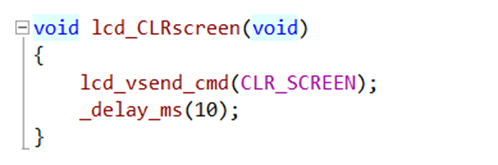 void lcd_CLRscreen(void)
{
    lcd_vsend_cmd(CLR_SCREEN);
    _delay_ms(10);
}